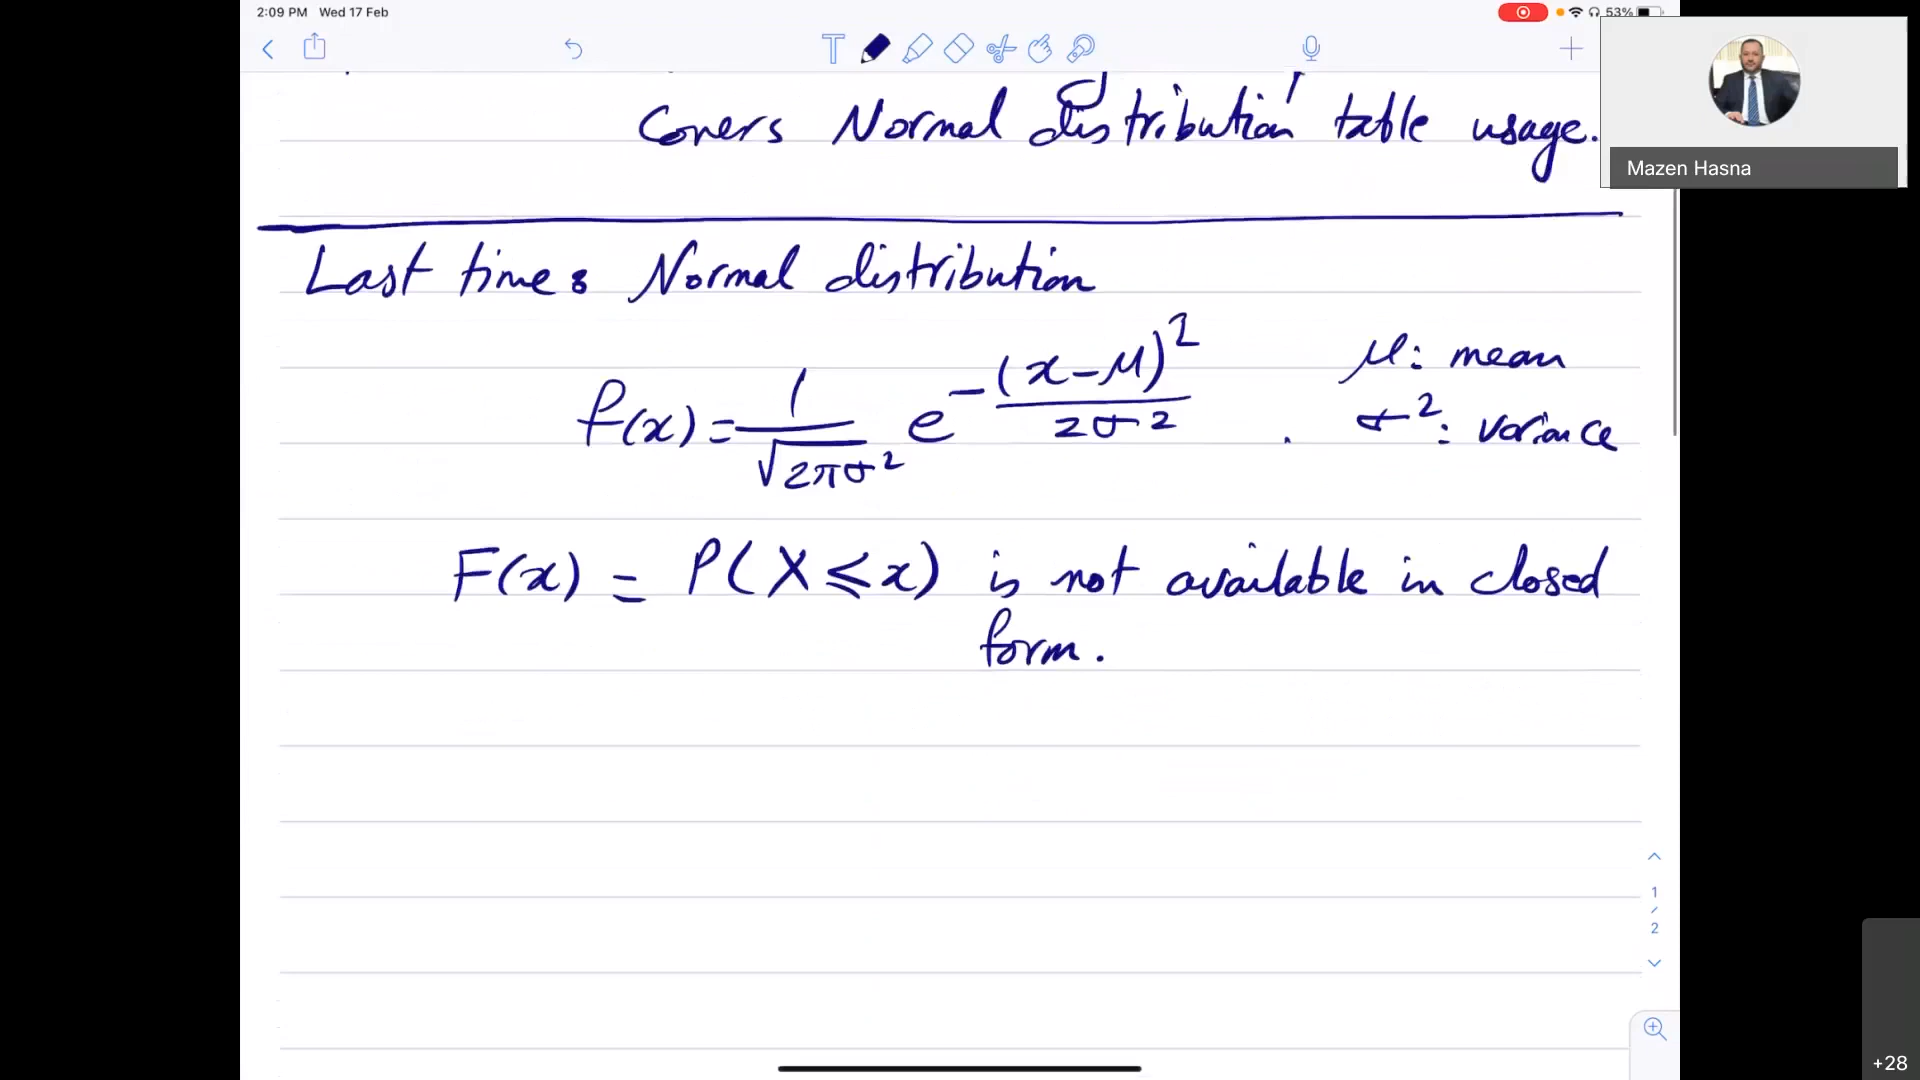 2:09 PM Wed 17 Feb
53%
Covers Normal distribution table usage.
Mazen Hasna
Last time: Normal distribution
f(x) = 1/√2πσ² e^-(x-μ)²/2σ² .
μ: mean
σ²: variance
F(x) = P(X ≤ x) is not available in closed
form.
1
/
2
+28